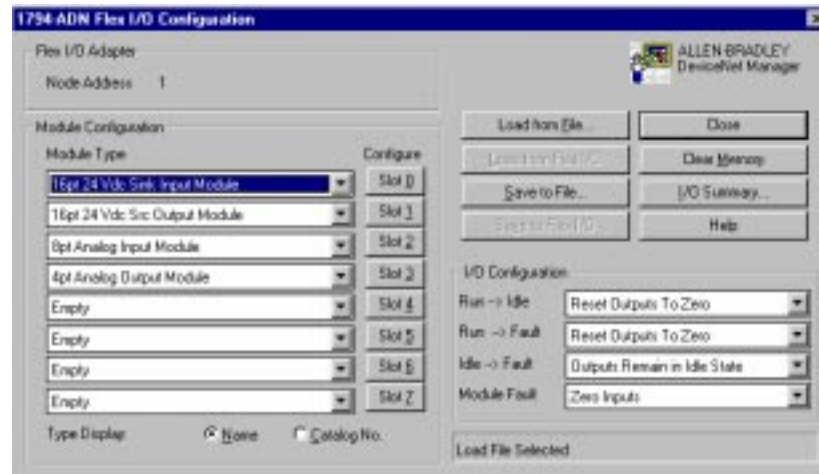 1794-ADN Flex I/O Configuration
Flex I/O Adapter
Node Address 1
ALLEN-BRADLEY
DeviceNet Manager
Module Configuration
Module Type
Configure
16pt 24 Vdc Sink Input Module
Slot 0
16pt 24 Vdc Src Output Module
Slot 1
8pt Analog Input Module
Slot 2
4pt Analog Output Module
Slot 3
Empty
Slot 4
Empty
Slot 5
Empty
Slot 6
Empty
Slot 7
Type Display
Name
Catalog No.
Load from File...
Close
Clear Memory
Save to File...
I/O Summary...
Help
I/O Configuration
Run -> Idle
Reset Outputs To Zero
Run -> Fault
Reset Outputs To Zero
Idle -> Fault
Outputs Remain in Idle State
Module Fault
Zero Inputs
Load File Selected